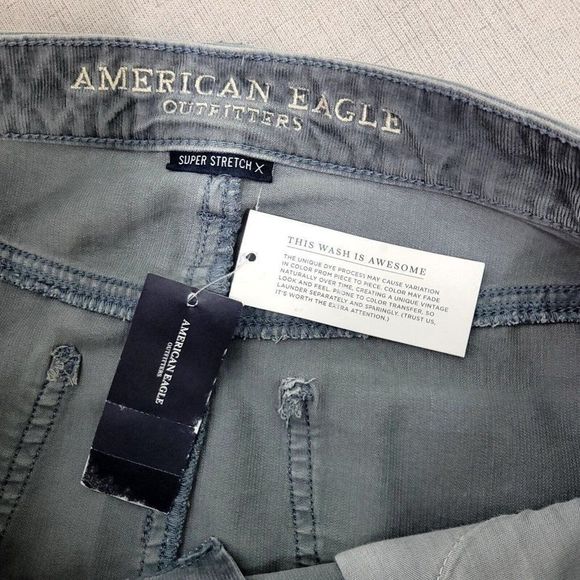 AMERICAN EAGLE
OUTFITTERS
SUPER STRETCH X
THIS WASH IS AWESOME
THE UNIQUE DYE PROCESS MAY CAUSE VARIATION
IN COLOR FROM PIECE TO PIECE. COLOR MAY FADE
NATURALLY OVER TIME, CREATING A UNIQUE VINTAGE
LOOK AND FEEL. PRONE TO COLOR TRANSFER, SO
LAUNDER SEPARATELY AND SPARINGLY. (TRUST US,
IT'S WORTH THE EXTRA ATTENTION.)
AMERICAN EAGLE
OUTFITTERS